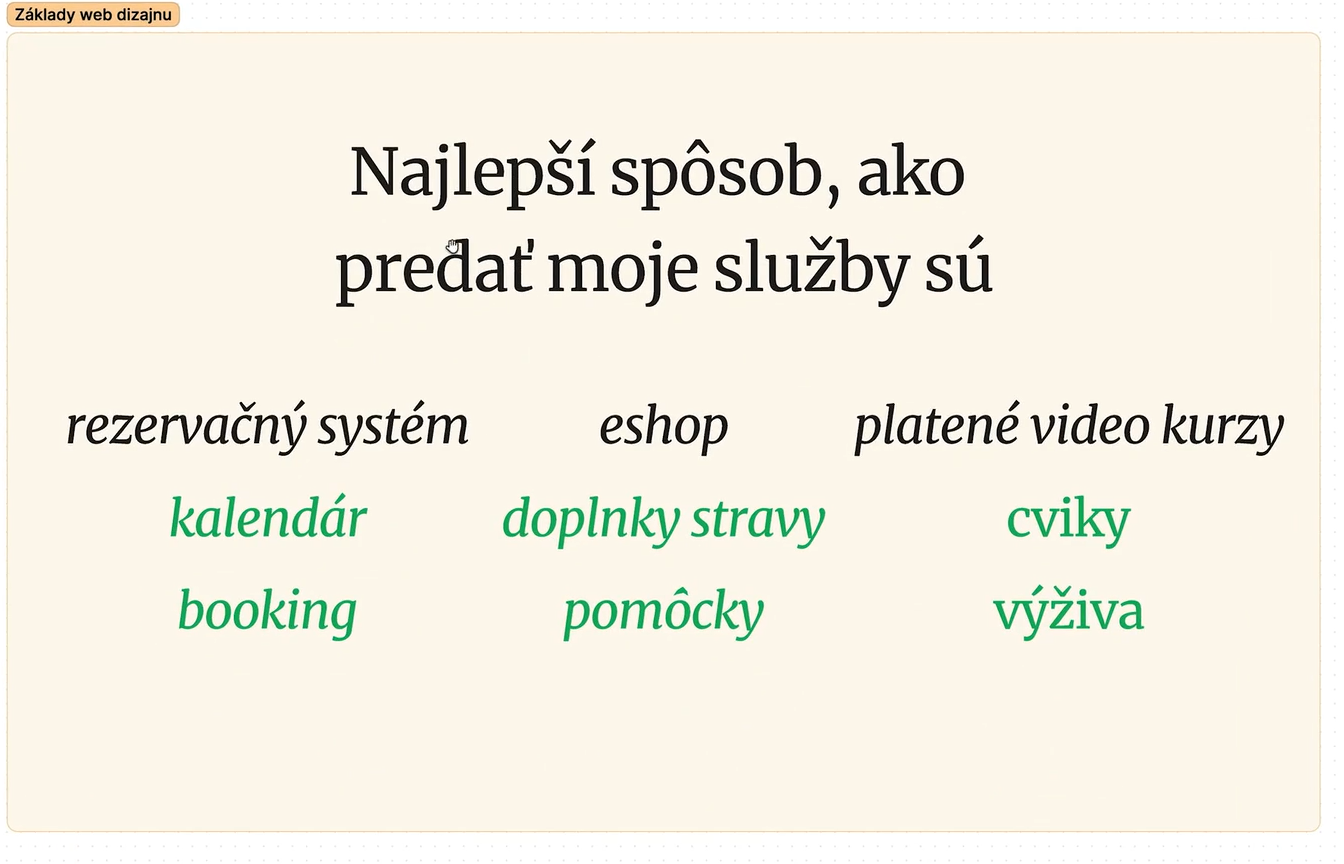 Základy web dizajnu
Najlepší spôsob, ako
predať moje služby sú
rezervačný systém eshop platené video kurzy
kalendár doplnky stravy cviky
booking pomôcky výživa